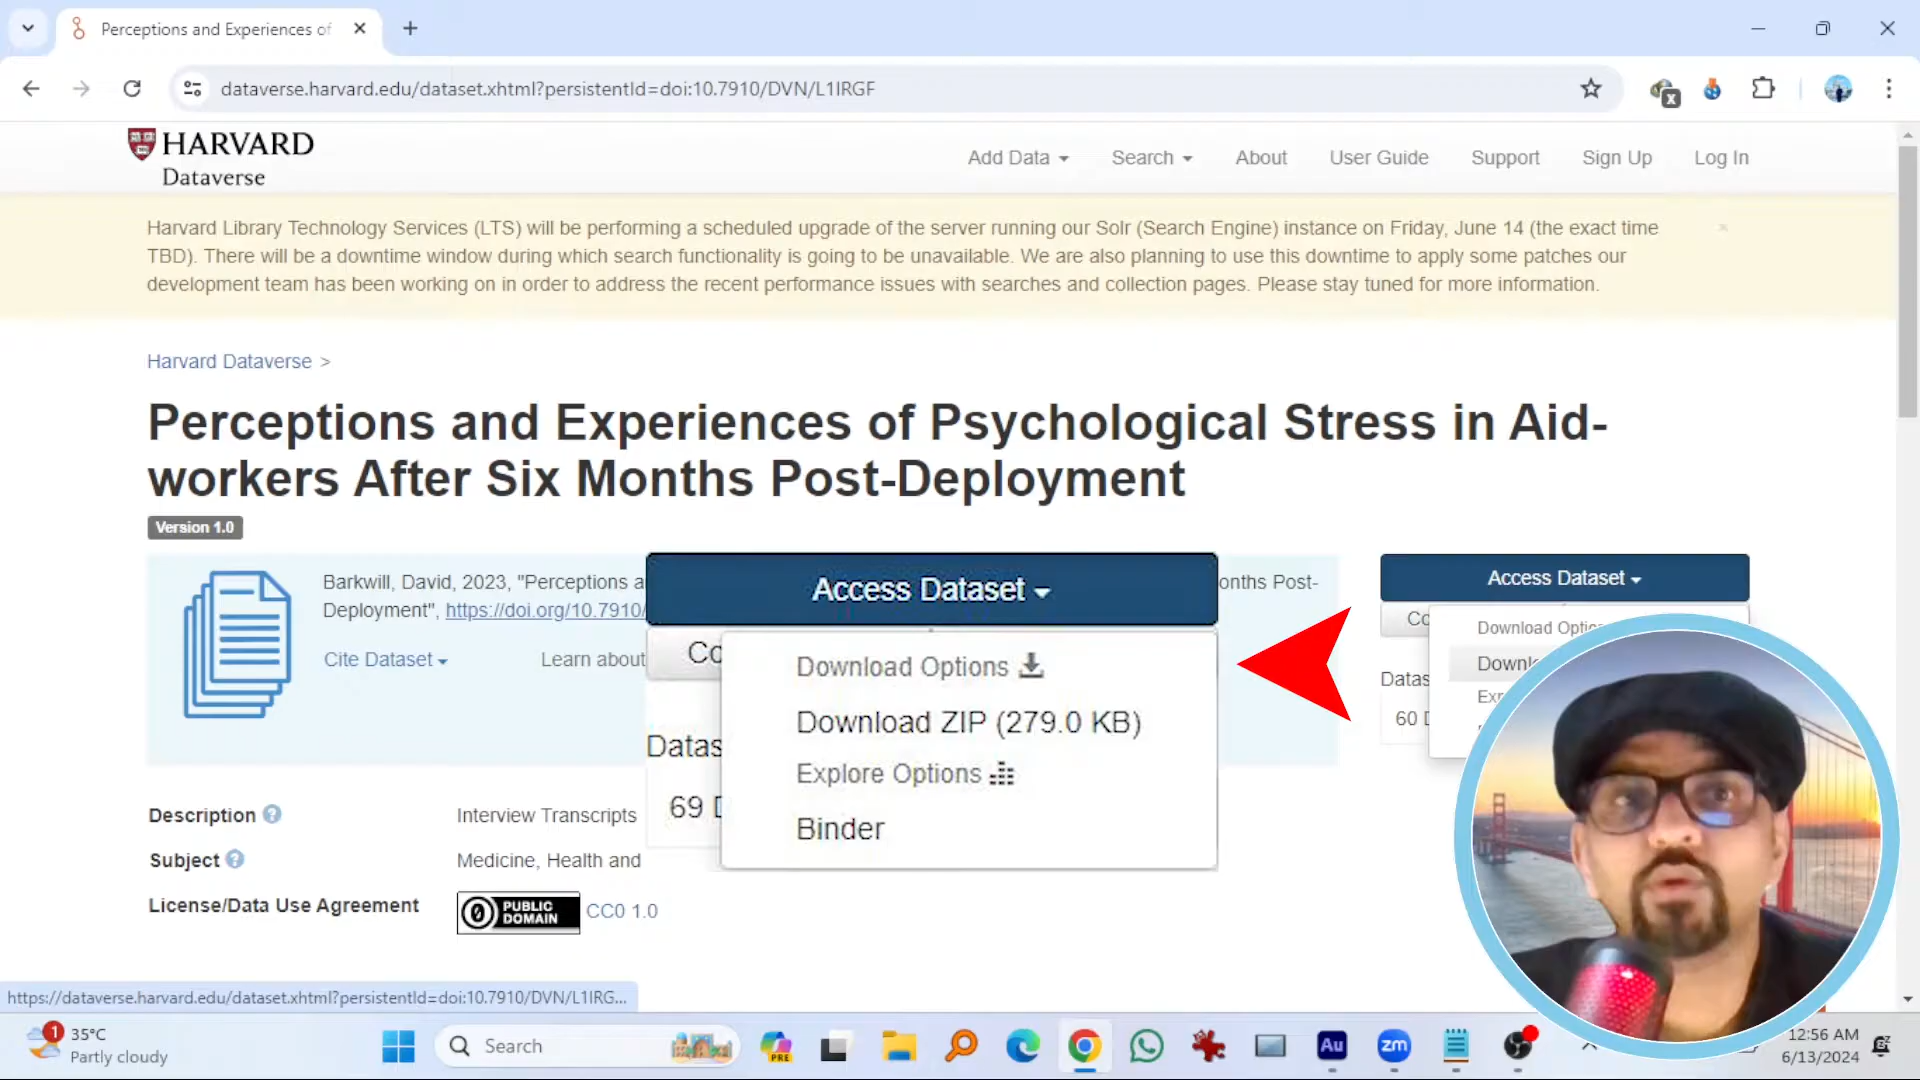 Perceptions and Experiences of
dataverse.harvard.edu/dataset.xhtml?persistentId=doi:10.7910/DVN/L1IRGF
HARVARD
Dataverse
Add Data
Search
About
User Guide
Support
Sign Up
Log In
Harvard Library Technology Services (LTS) will be performing a scheduled upgrade of the server running our Solr (Search Engine) instance on Friday, June 14 (the exact time
TBD). There will be a downtime window during which search functionality is going to be unavailable. We are also planning to use this downtime to apply some patches our
development team has been working on in order to address the recent performance issues with searches and collection pages. Please stay tuned for more information.
Harvard Dataverse >
Perceptions and Experiences of Psychological Stress in Aid-
workers After Six Months Post-Deployment
Version 1.0
Barkwill, David, 2023, "Perceptions a
onths Post-
Deployment", https://doi.org/10.7910/
Cite Dataset
Learn about
Access Dataset
Co
Download Options
Download ZIP (279.0 KB)
Explore Options
Binder
Datas
69 D
Access Dataset
Co
Download Optio
Downl
Exp
Datas
60 D
Description
Interview Transcripts
Subject
Medicine, Health and
License/Data Use Agreement
PUBLIC
DOMAIN
CC0 1.0
https://dataverse.harvard.edu/dataset.xhtml?persistentId=doi:10.7910/DVN/L1IRG...
1
35°C
Partly cloudy
Search
PRE
Au
zm
12:56 AM
6/13/2024